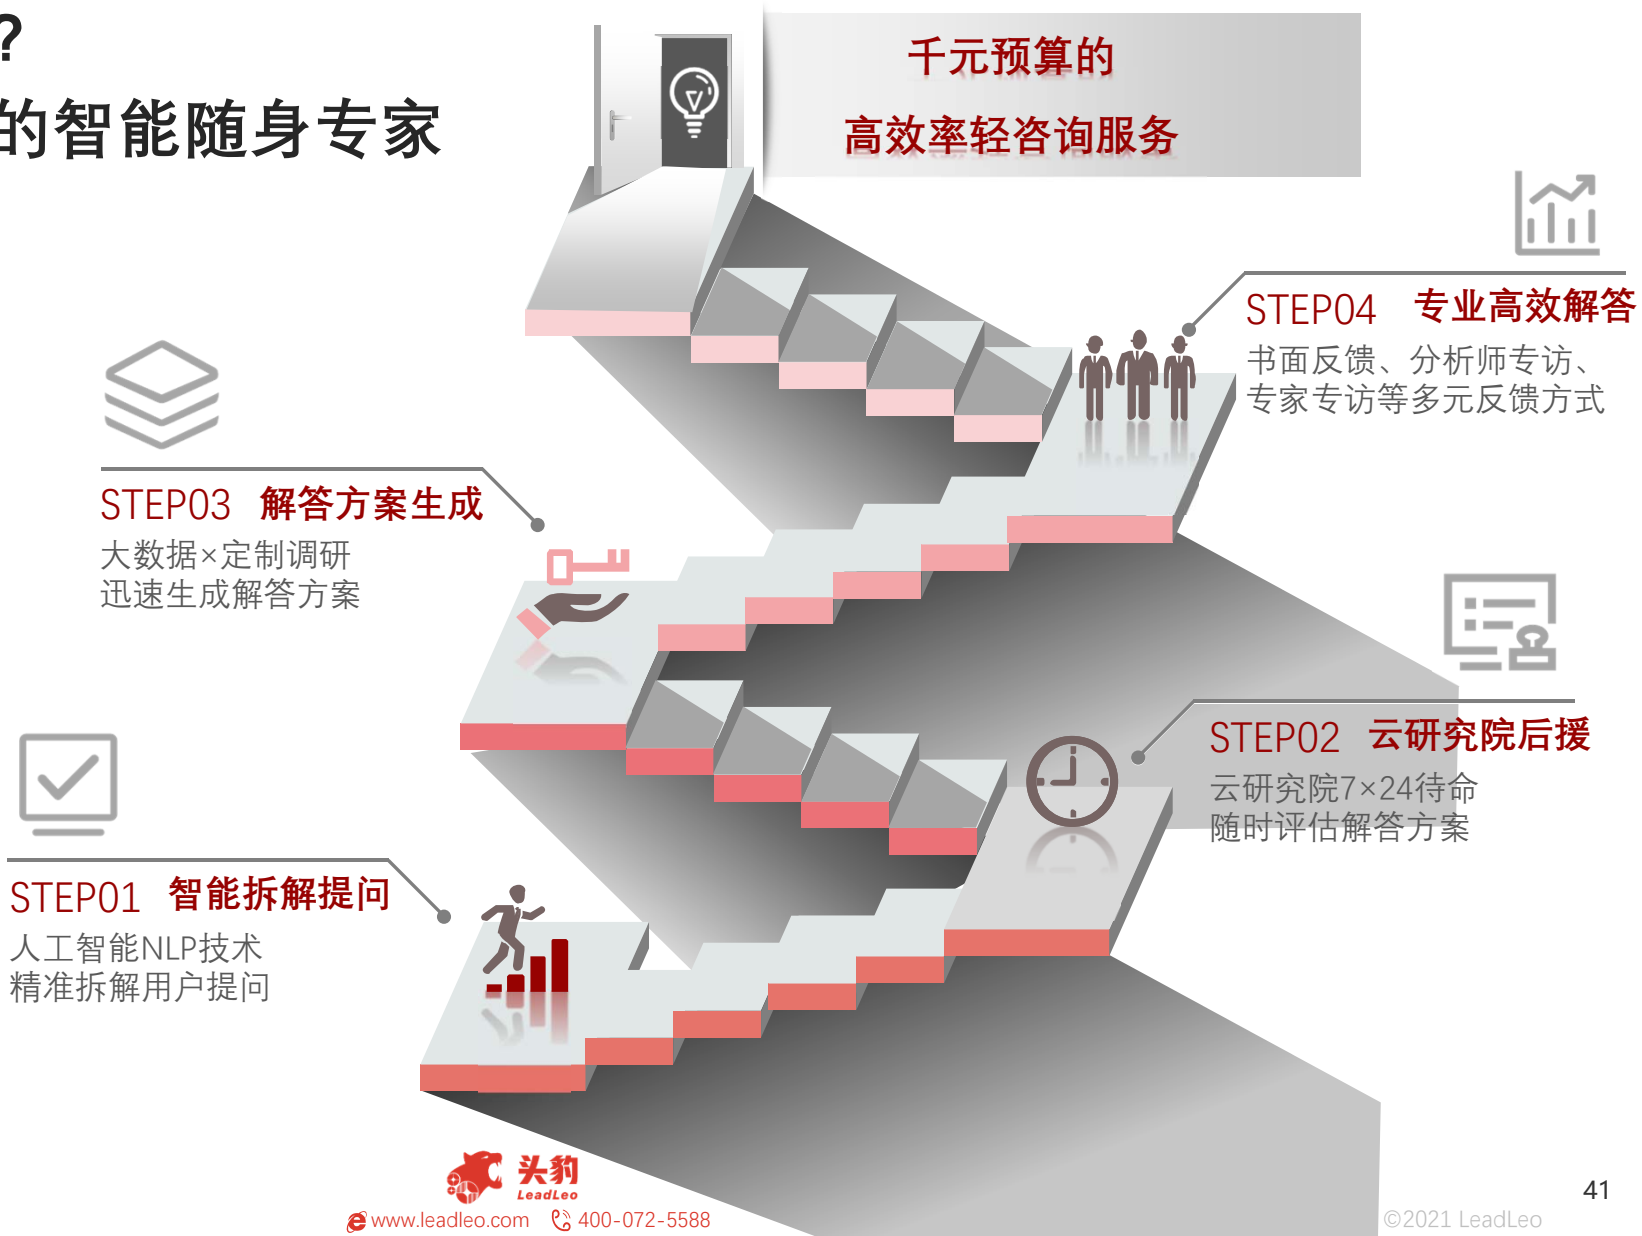 ？
的智能随身专家
千元预算的
高效率轻咨询服务
STEP04 专业高效解答
书面反馈、分析师专访、
专家专访等多元反馈方式
STEP03 解答方案生成
大数据×定制调研
迅速生成解答方案
STEP02 云研究院后援
云研究院7×24待命
随时评估解答方案
STEP01 智能拆解提问
人工智能NLP技术
精准拆解用户提问
头豹
LeadLeo
www.leadleo.com 400-072-5588
41
©2021 LeadLeo